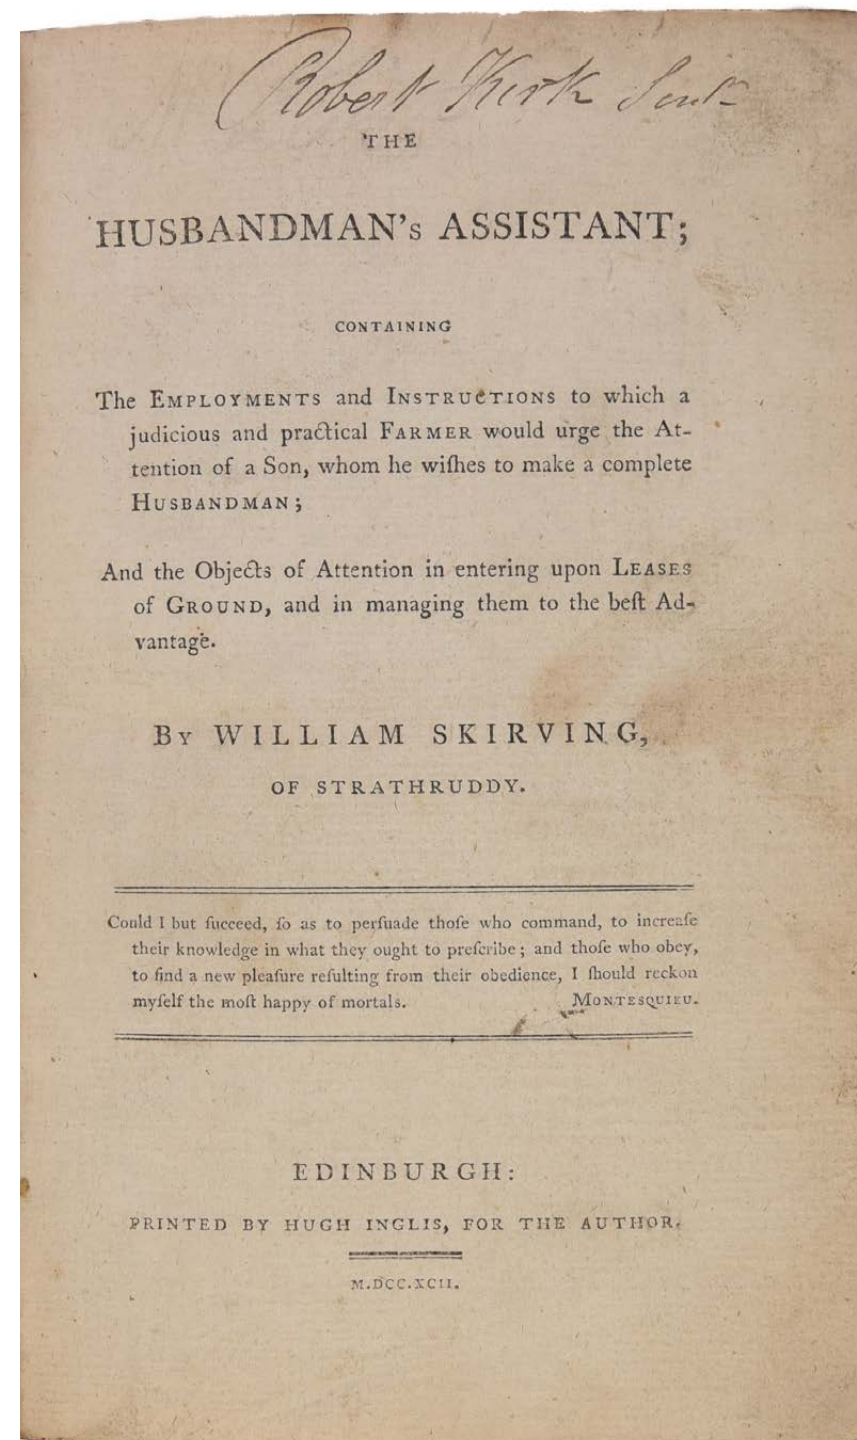 Robert Kirk Senr
THE
HUSBANDMAN's ASSISTANT;
CONTAINING
The EMPLOYMENTS and INSTRUCTIONS to which a
judicious and practical FARMER would urge the At-
tention of a Son, whom he wiſhes to make a complete
HUSBANDMAN;
And the Objects of Attention in entering upon LEASES
of GROUND, and in managing them to the beſt Ad-
vantage.
BY WILLIAM SKIRVING,
OF STRATHRUDDY.
Could I but ſucceed, ſo as to perſuade thoſe who command, to increaſe
their knowledge in what they ought to preſcribe; and thoſe who obey,
to find a new pleaſure reſulting from their obedience, I ſhould reckon
myſelf the moſt happy of mortals. MONTESQUIEU.
EDINBURGH:
PRINTED BY HUGH INGLIS, FOR THE AUTHOR.
M.DCC.XCII.